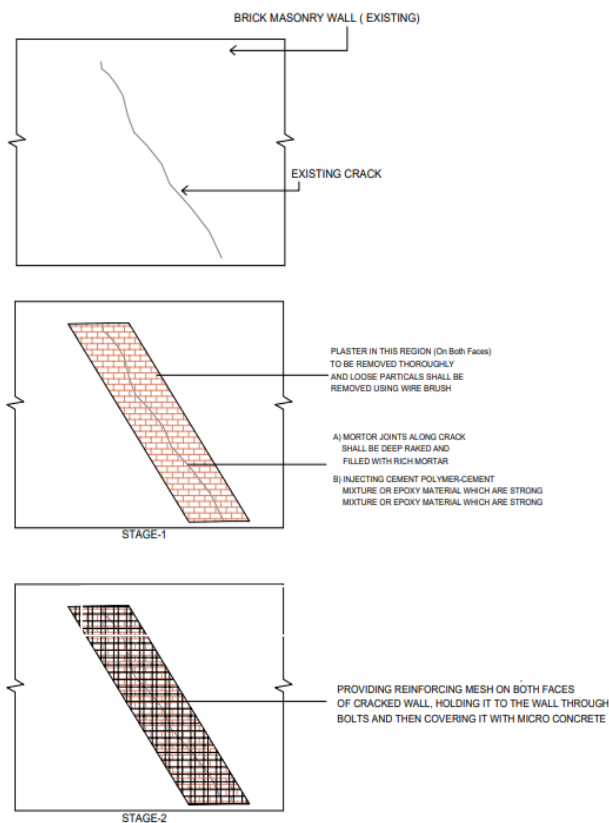 BRICK MASONRY WALL ( EXISTING)
EXISTING CRACK
PLASTER IN THIS REGION (On Both Faces)
TO BE REMOVED THOROUGHLY
AND LOOSE PARTICALS SHALL BE
REMOVED USING WIRE BRUSH
A) MORTOR JOINTS ALONG CRACK
SHALL BE DEEP RAKED AND
FILLED WITH RICH MORTAR
B) INJECTING CEMENT POLYMER-CEMENT
MIXTURE OR EPOXY MATERIAL WHICH ARE STRONG
MIXTURE OR EPOXY MATERIAL WHICH ARE STRONG
STAGE-1
PROVIDING REINFORCING MESH ON BOTH FACES
OF CRACKED WALL, HOLDING IT TO THE WALL THROUGH
BOLTS AND THEN COVERING IT WITH MICRO CONCRETE
STAGE-2